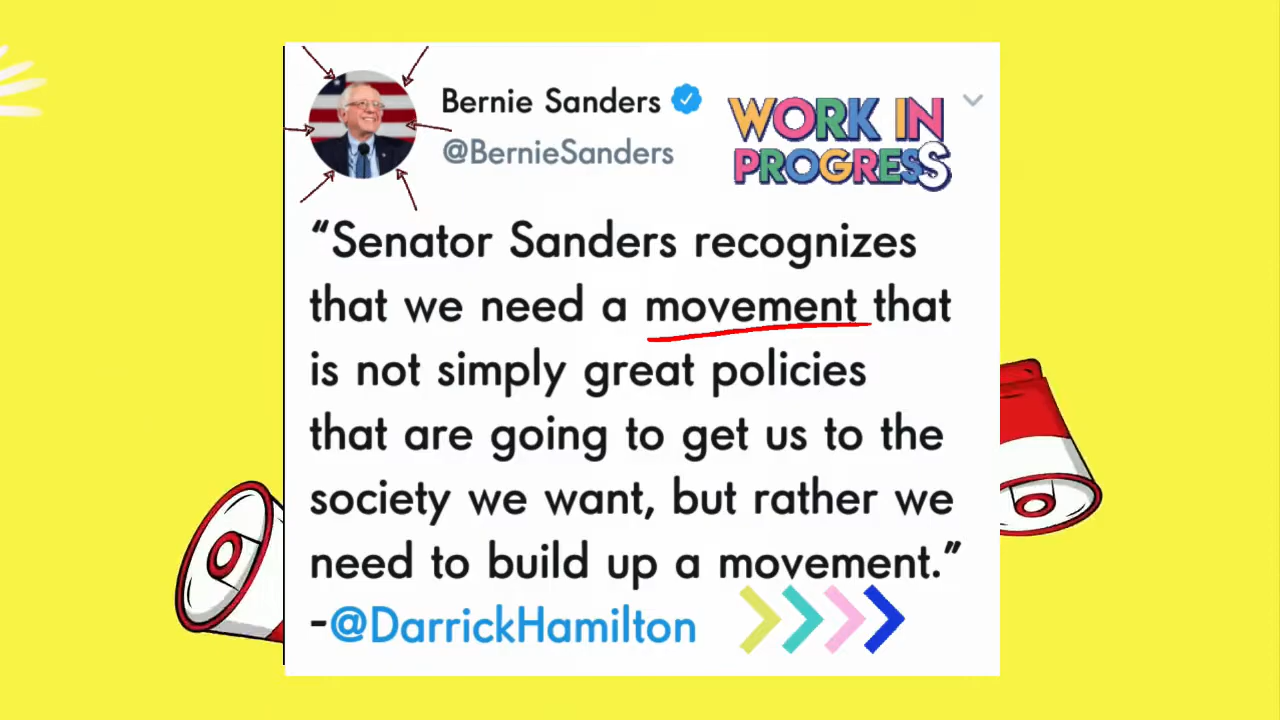 Bernie Sanders
@BernieSanders
WORK IN
PROGRESS
“Senator Sanders recognizes
that we need a movement that
is not simply great policies
that are going to get us to the
society we want, but rather we
need to build up a movement.”
-@DarrickHamilton